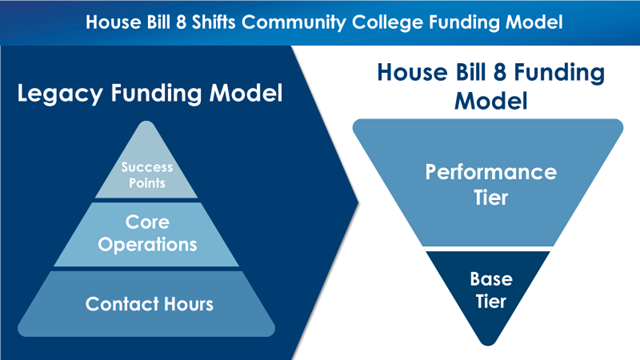 House Bill 8 Shifts Community College Funding Model
Legacy Funding Model
Success
Points
Core
Operations
Contact Hours
House Bill 8 Funding
Model
Performance
Tier
Base
Tier